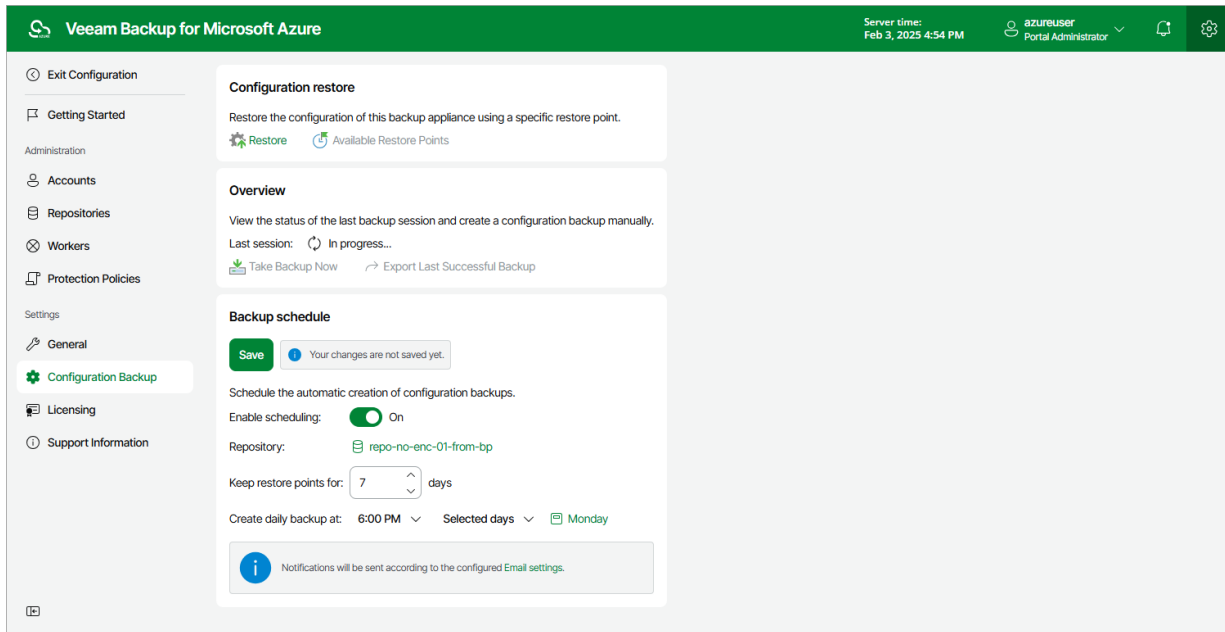 Veeam Backup for Microsoft Azure
Server time:
Feb 3, 2025 4:54 PM
azureuser
Portal Administrator
Exit Configuration
Getting Started
Administration
Accounts
Repositories
Workers
Protection Policies
Settings
General
Configuration Backup
Licensing
Support Information
Configuration restore
Restore the configuration of this backup appliance using a specific restore point.
Restore Available Restore Points
Overview
View the status of the last backup session and create a configuration backup manually.
Last session: In progress...
Take Backup Now Export Last Successful Backup
Backup schedule
Save Your changes are not saved yet.
Schedule the automatic creation of configuration backups.
Enable scheduling: On
Repository: repo-no-enc-01-from-bp
Keep restore points for: 7 days
Create daily backup at: 6:00 PM Selected days Monday
Notifications will be sent according to the configured Email settings.